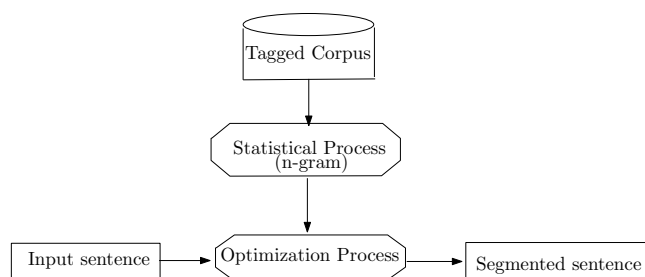 Tagged Corpus
Statistical Process
(n-gram)
Input sentence
Optimization Process
Segmented sentence